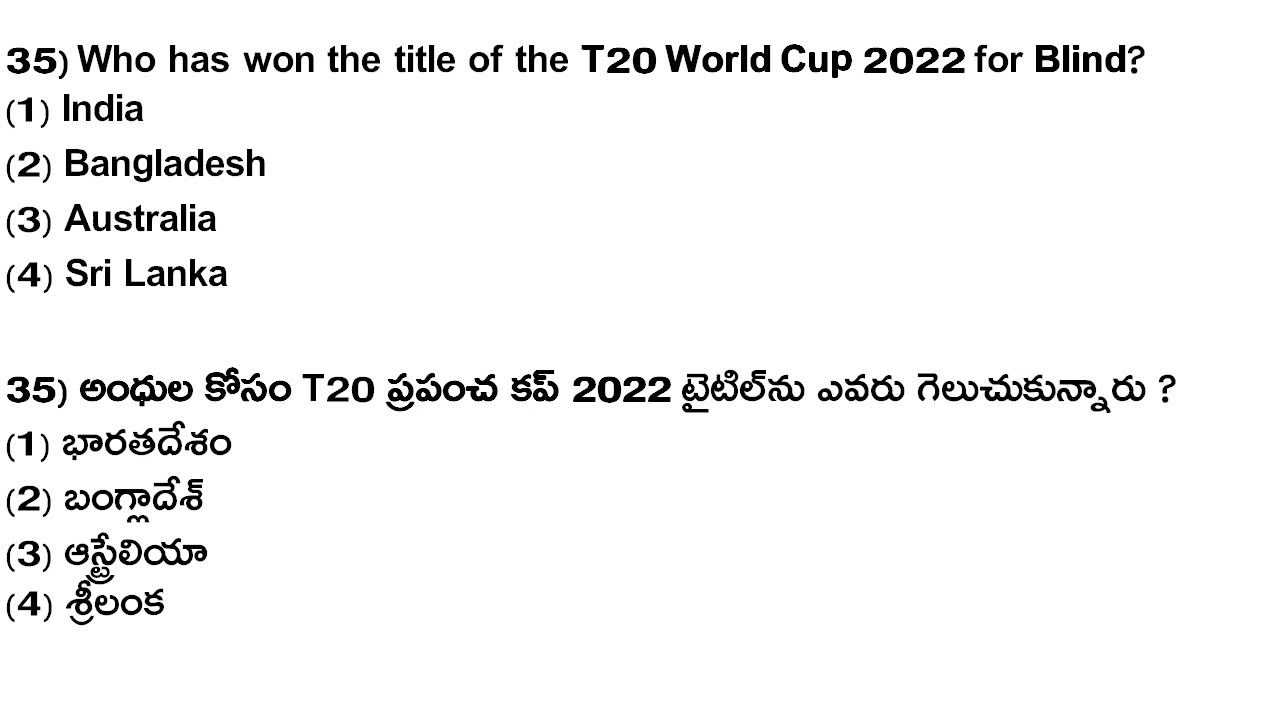 35) Who has won the title of the T20 World Cup 2022 for Blind?
(1) India
(2) Bangladesh
(3) Australia
(4) Sri Lanka
35) అంధుల కోసం T20 ప్రపంచ కప్ 2022 టైటిల్‌ను ఎవరు గెలుచుకున్నారు ?
(1) భారతదేశం
(2) బంగ్లాదేశ్
(3) ఆస్ట్రేలియా
(4) శ్రీలంక